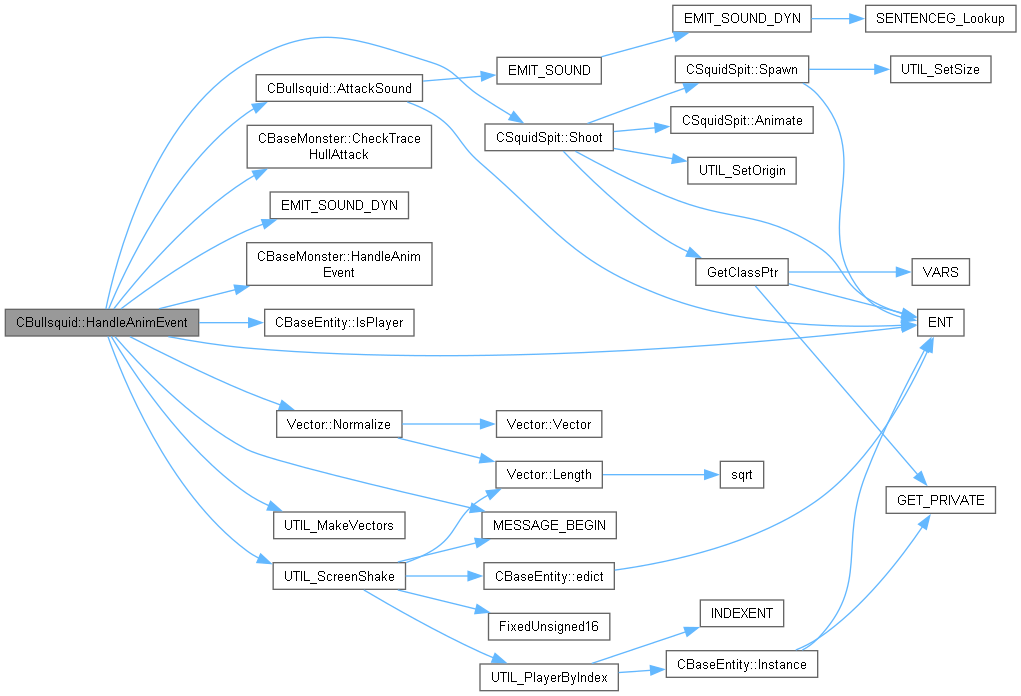 EMIT_SOUND_DYN
SENTENCEG_Lookup
EMIT_SOUND
CSquidSpit::Spawn
UTIL_SetSize
CBullsquid::AttackSound
CSquidSpit::Animate
CSquidSpit::Shoot
CBaseMonster::CheckTrace
HullAttack
UTIL_SetOrigin
EMIT_SOUND_DYN
CBaseMonster::HandleAnim
Event
GetClassPtr
VARS
CBullsquid::HandleAnimEvent
CBaseEntity::IsPlayer
ENT
Vector::Normalize
Vector::Vector
Vector::Length
sqrt
GET_PRIVATE
UTIL_MakeVectors
MESSAGE_BEGIN
UTIL_ScreenShake
CBaseEntity::edict
INDEXENT
FixedUnsigned16
CBaseEntity::Instance
UTIL_PlayerByIndex